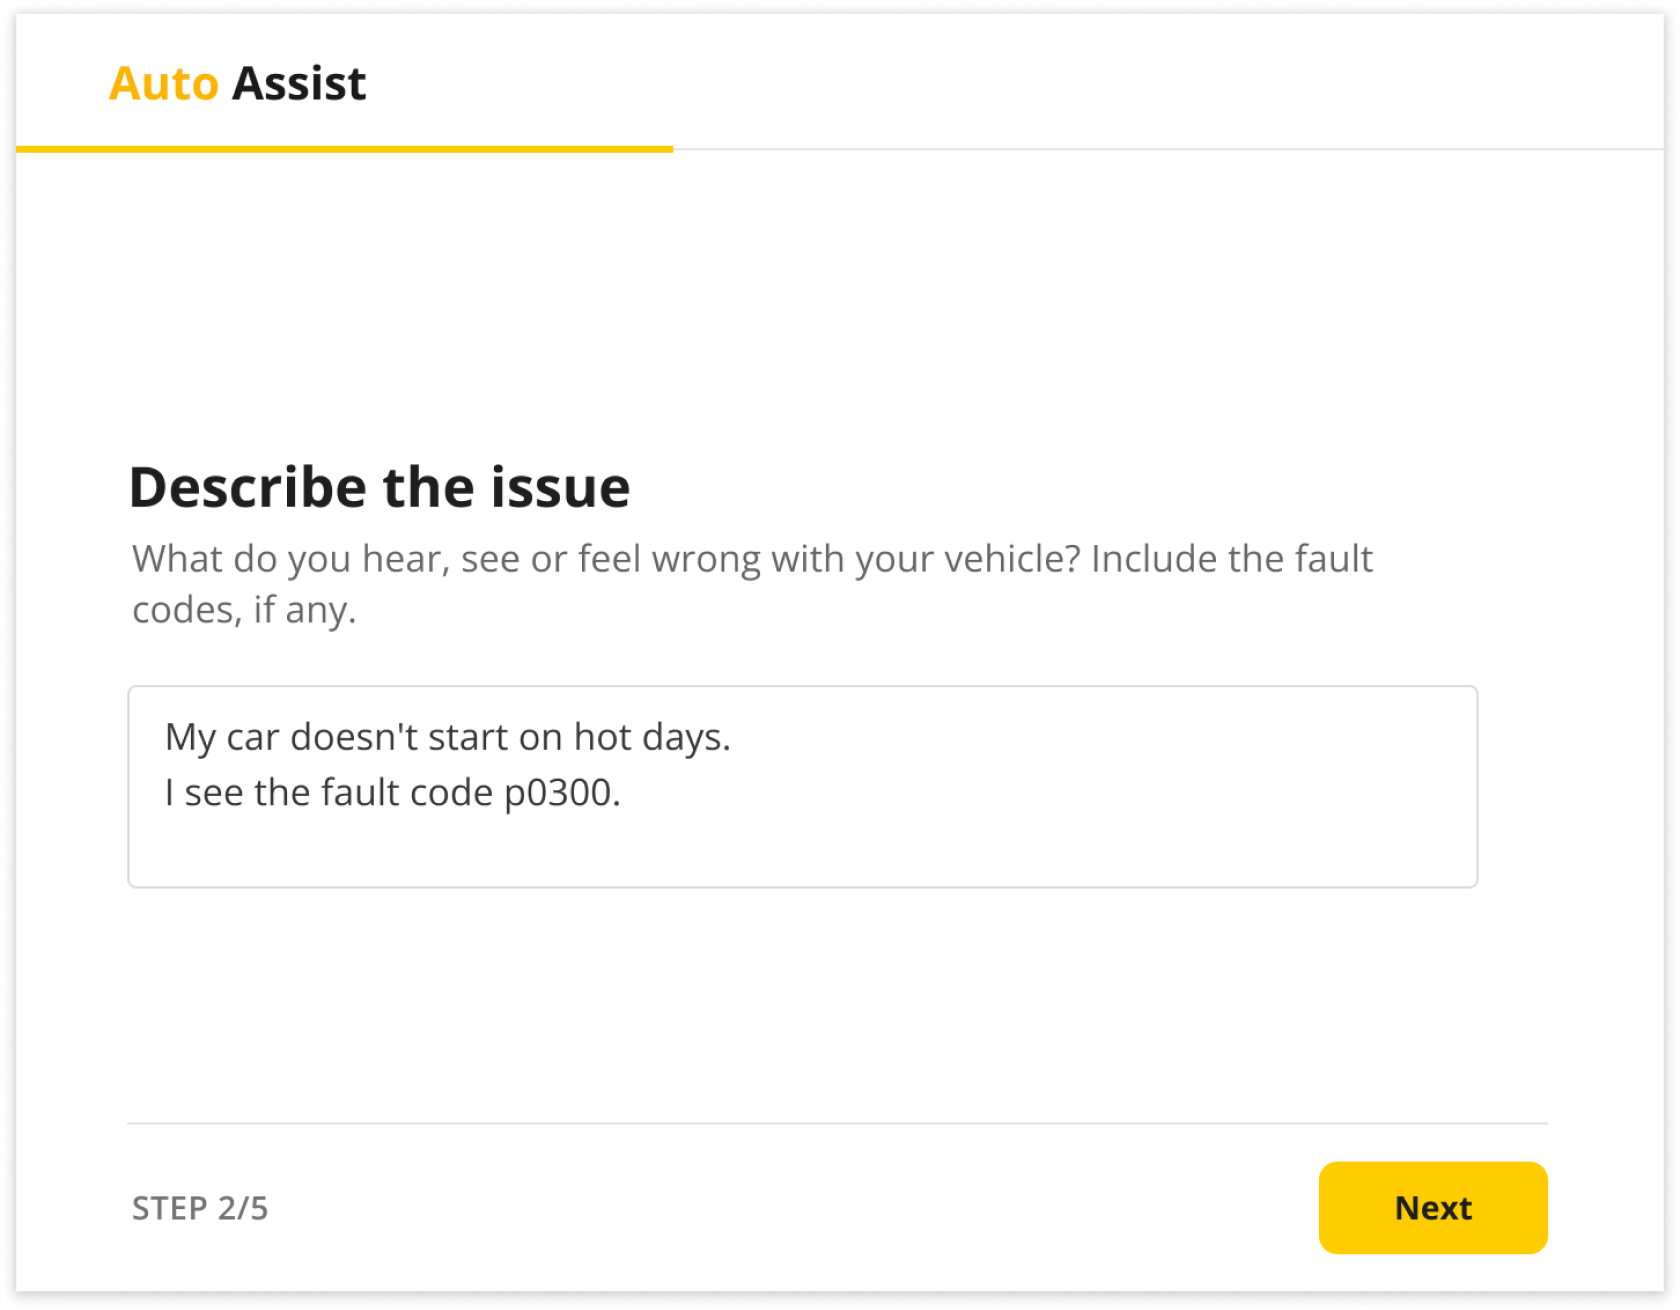 Auto Assist
Describe the issue
What do you hear, see or feel wrong with your vehicle? Include the fault
codes, if any.
My car doesn't start on hot days.
I see the fault code p0300.
STEP 2/5
Next